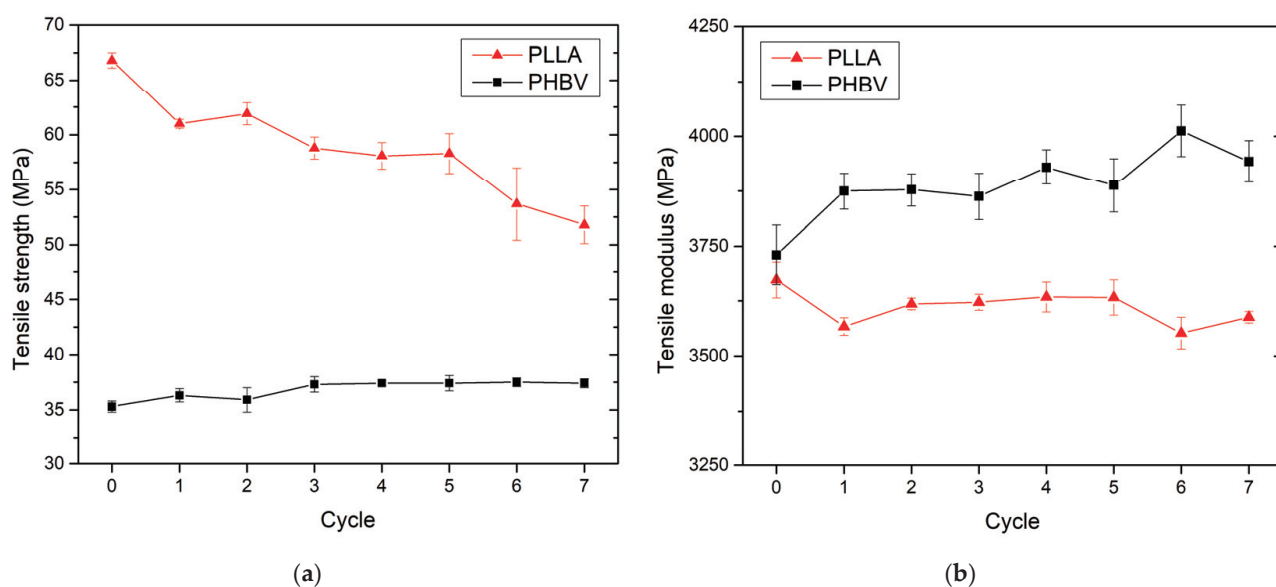 70
65
60
55
50
45
40
35
30
Tensile strength (MPa)
PLLA
PHBV
0 1 2 3 4 5 6 7
Cycle
(a)
4250
4000
3750
3500
3250
Tensile modulus (MPa)
PLLA
PHBV
0 1 2 3 4 5 6 7
Cycle
(b)